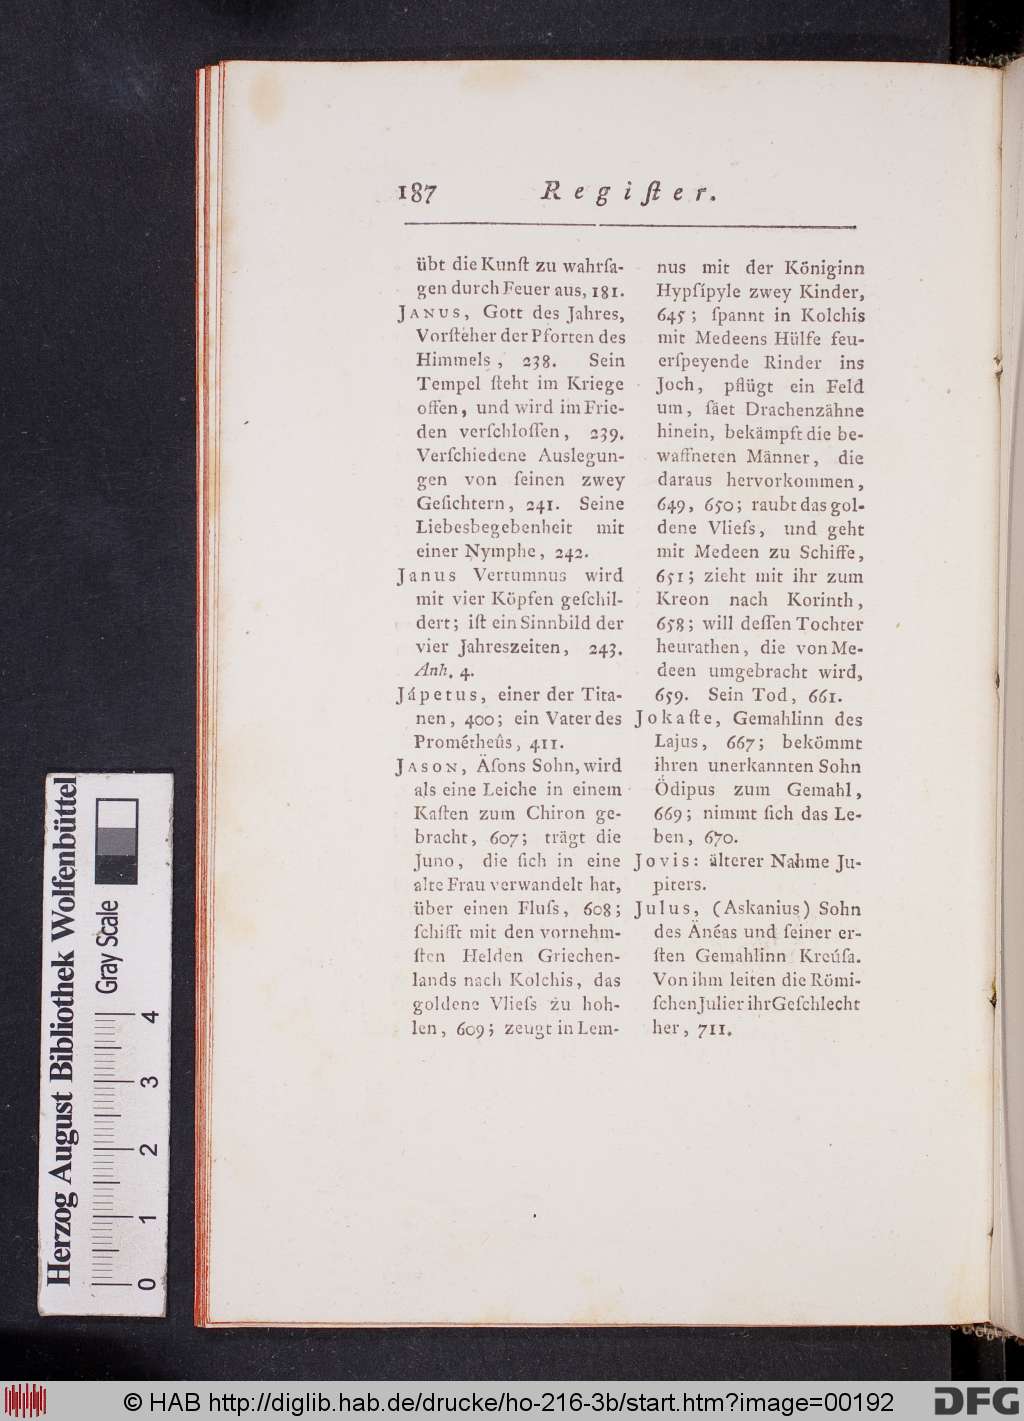 187
Regiſter.
übt die Kunſt zu wahrſa-
gen durch Feuer aus, 181.
JANUS, Gott des Jahres,
Vorſteher der Pforten des
Himmels, 238. Sein
Tempel ſteht im Kriege
offen, und wird im Frie-
den verſchloſſen, 239.
Verſchiedene Auslegun-
gen von ſeinen zwey
Geſichtern, 241. Seine
Liebesbegebenheit mit
einer Nymphe, 242.
Janus Vertumnus wird
mit vier Köpfen geſchil-
dert; iſt ein Sinnbild der
vier Jahreszeiten, 243.
Anh. 4.
Jápetus, einer der Tita-
nen, 400; ein Vater des
Prométheûs, 411.
JASON, Äſons Sohn, wird
als eine Leiche in einem
Kaſten zum Chiron ge-
bracht, 607; trägt die
Juno, die ſich in eine
alte Frau verwandelt hat,
über einen Fluſs, 608;
ſchifft mit den vornehm-
ſten Helden Griechen-
lands nach Kolchis, das
goldene Vlieſs zu hoh-
len, 609; zeugt in Lem-
nus mit der Königinn
Hypſípyle zwey Kinder,
645; ſpannt in Kolchis
mit Medeens Hülfe feu-
erſpeyende Rinder ins
Joch, pflügt ein Feld
um, ſäet Drachenzähne
hinein, bekämpft die be-
waffneten Männer, die
daraus hervorkommen,
649, 650; raubt das gol-
dene Vlieſs, und geht
mit Medeen zu Schiffe,
651; zieht mit ihr zum
Kreon nach Korinth,
658; will deſſen Tochter
heurathen, die von Me-
deen umgebracht wird,
659. Sein Tod, 661.
Jokaſte, Gemahlinn des
Lajus, 667; bekömmt
ihren unerkannten Sohn
Ödipus zum Gemahl,
669; nimmt ſich das Le-
ben, 670.
Jovis: älterer Nahme Ju-
piters.
Julus, (Askanius) Sohn
des Änéas und ſeiner er-
ſten Gemahlinn Kreúſa.
Von ihm leiten die Römi-
ſchen Julier ihr Geſchlecht
her, 711.
Herzog August Bibliothek Wolfenbüttel
Gray Scale
0 1 2 3 4
© HAB http://diglib.hab.de/drucke/ho-216-3b/start.htm?image=00192
DFG